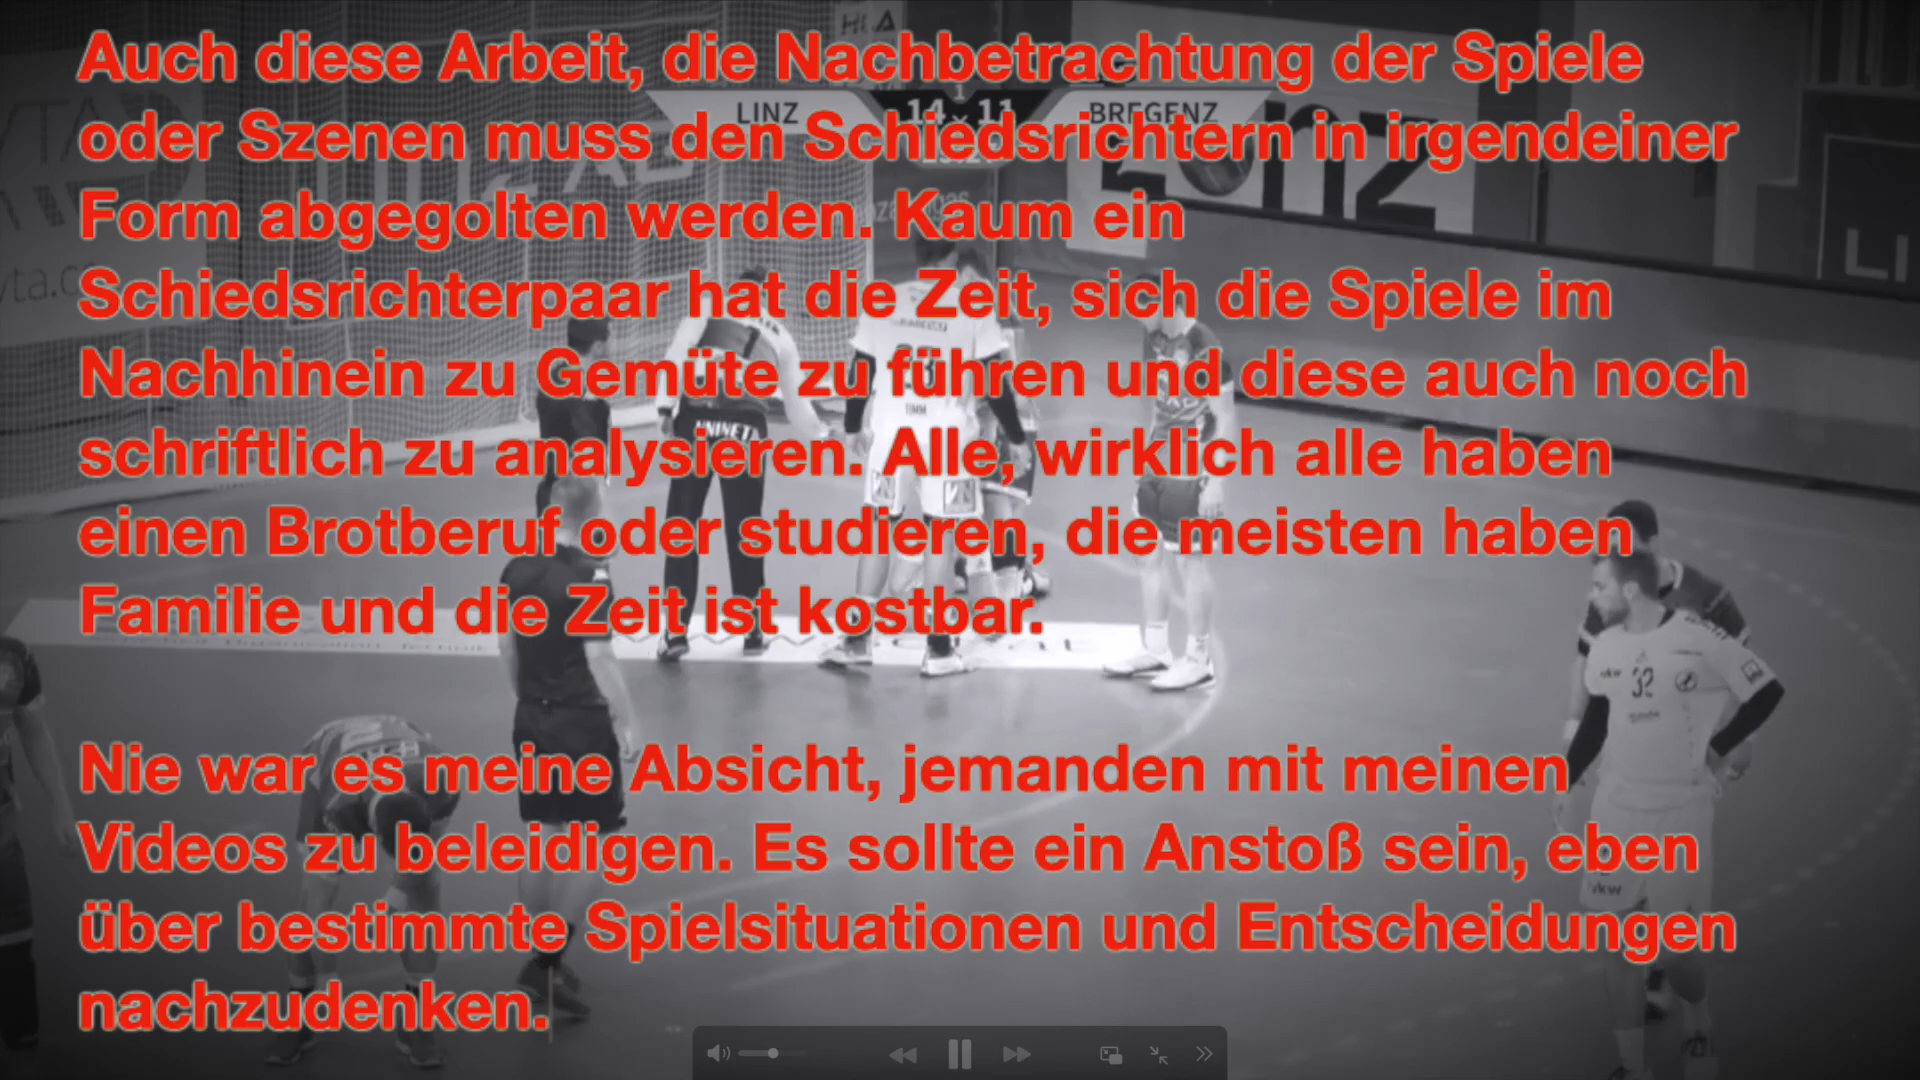 Auch diese Arbeit, die Nachbetrachtung der Spiele
oder Szenen muss den Schiedsrichtern in irgendeiner
Form abgegolten werden. Kaum ein
Schiedsrichterpaar hat die Zeit, sich die Spiele im
Nachhinein zu Gemüte zu führen und diese auch noch
schriftlich zu analysieren. Alle, wirklich alle haben
einen Brotberuf oder studieren, die meisten haben
Familie und die Zeit ist kostbar.
Nie war es meine Absicht, jemanden mit meinen
Videos zu beleidigen. Es sollte ein Anstoß sein, eben
über bestimmte Spielsituationen und Entscheidungen
nachzudenken.
HLA
LINZ 14 11 BREGENZ
1
LINZ
32